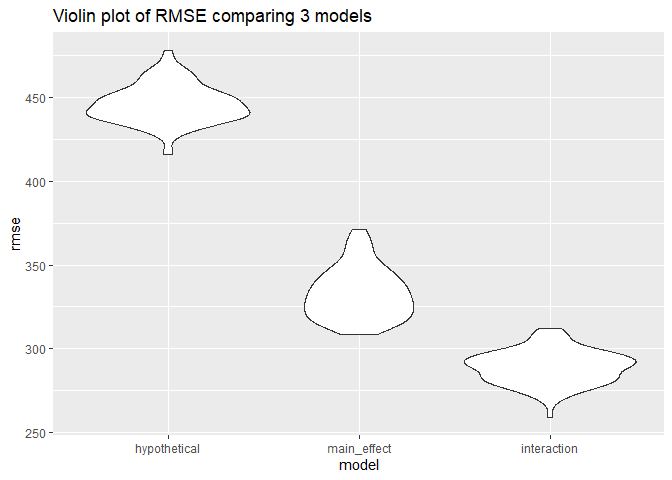 Violin plot of RMSE comparing 3 models
450
400
350
300
250
rmse
hypothetical
main_effect
interaction
model